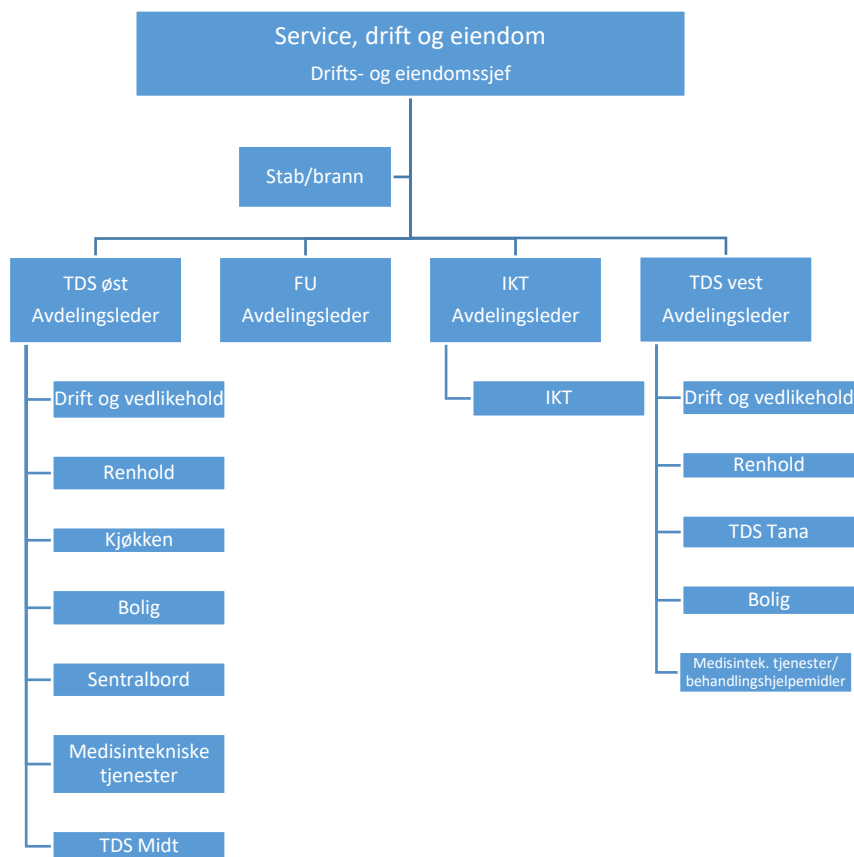 Service, drift og eiendom
Drifts- og eiendomssjef
Stab/brann
TDS øst
Avdelingsleder
FU
Avdelingsleder
IKT
Avdelingsleder
TDS vest
Avdelingsleder
Drift og vedlikehold
Renhold
Kjøkken
Bolig
Sentralbord
Medisintekniske
tjenester
TDS Midt
IKT
Drift og vedlikehold
Renhold
TDS Tana
Bolig
Medisintek. tjenester/
behandlingshjelpemidler